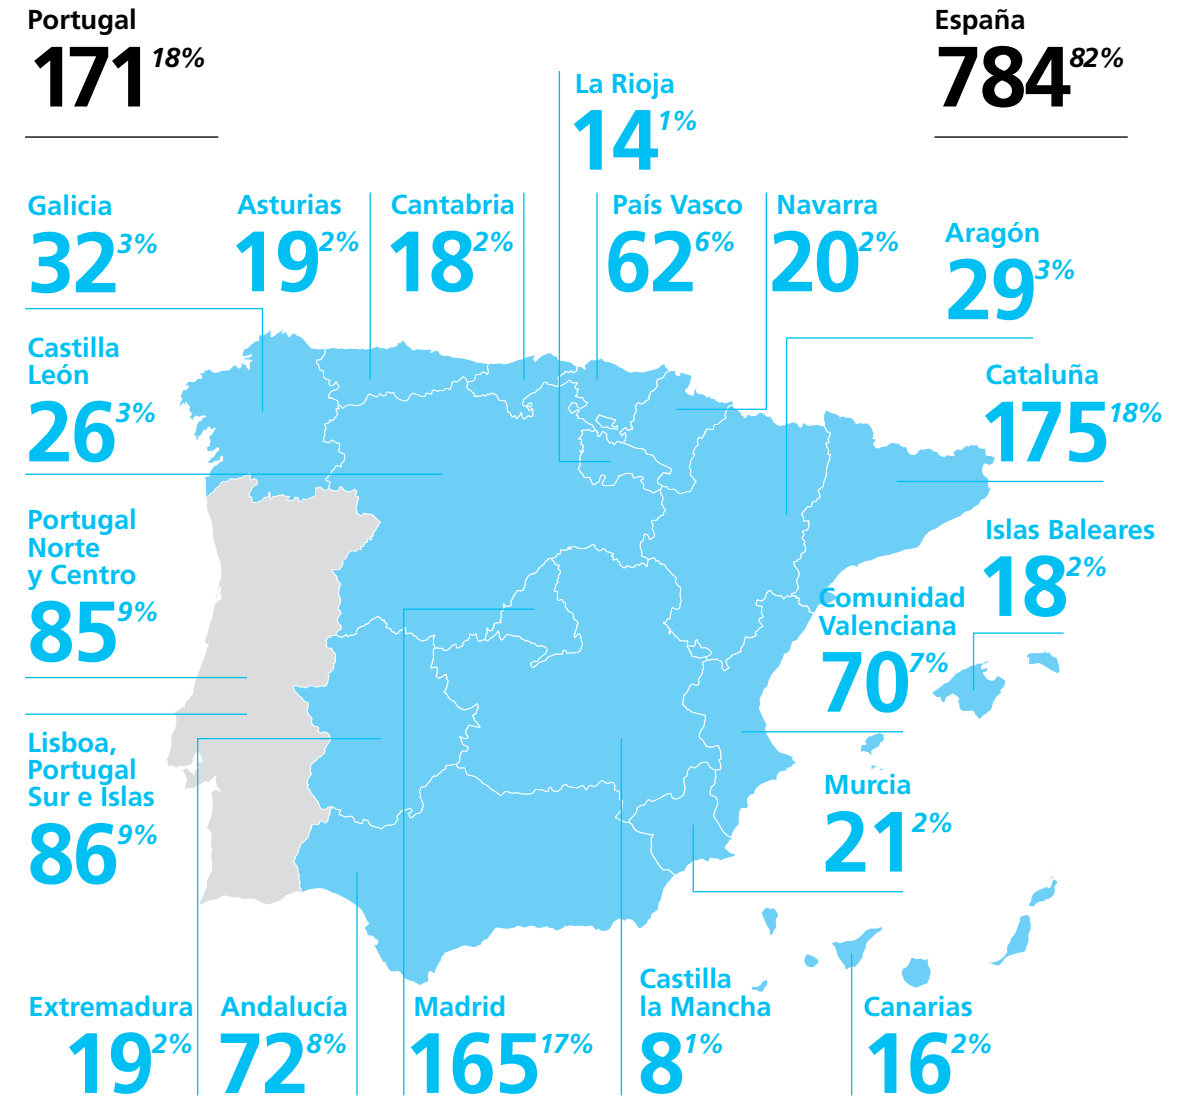 Portugal
171 18%
España
784 82%
La Rioja
14 1%
Galicia
32 3%
Asturias
19 2%
Cantabria
18 2%
País Vasco
62 6%
Navarra
20 2%
Aragón
29 3%
Castilla
León
26 3%
Cataluña
175 18%
Portugal
Norte
y Centro
85 9%
Islas Baleares
18 2%
Comunidad
Valenciana
70 7%
Lisboa,
Portugal
Sur e Islas
86 9%
Murcia
21 2%
Extremadura
19 2%
Andalucía
72 8%
Madrid
165 17%
Castilla
la Mancha
8 1%
Canarias
16 2%